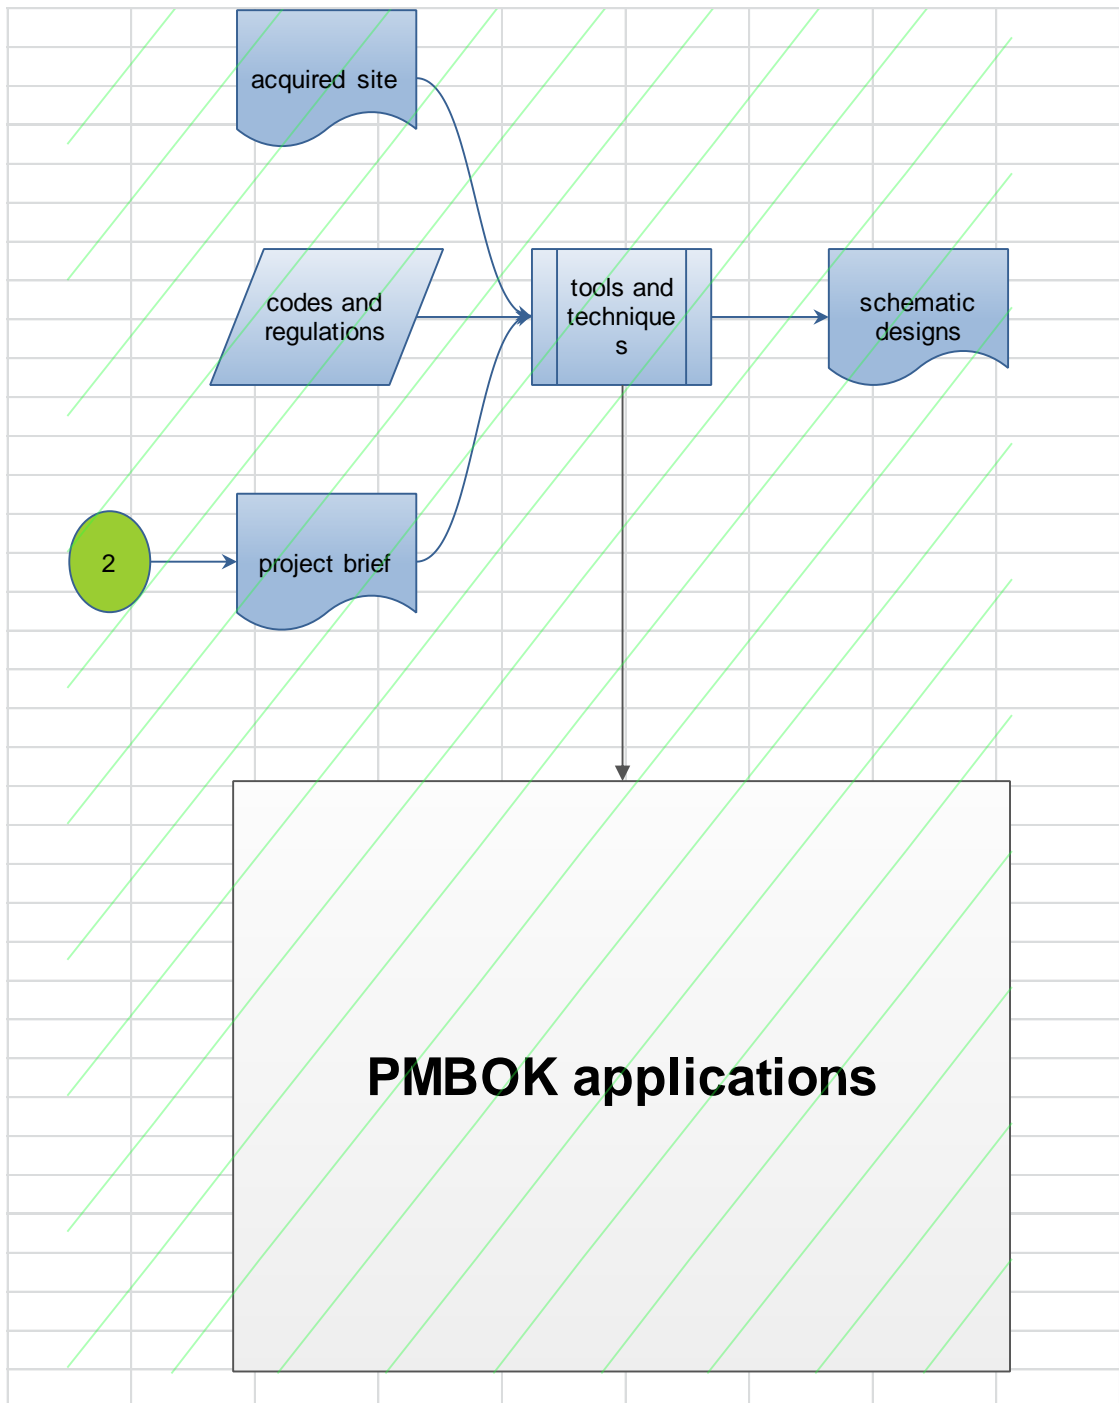 acquired site
codes and
regulations
tools and
technique
s
schematic
designs
2
project brief
PMBOK applications